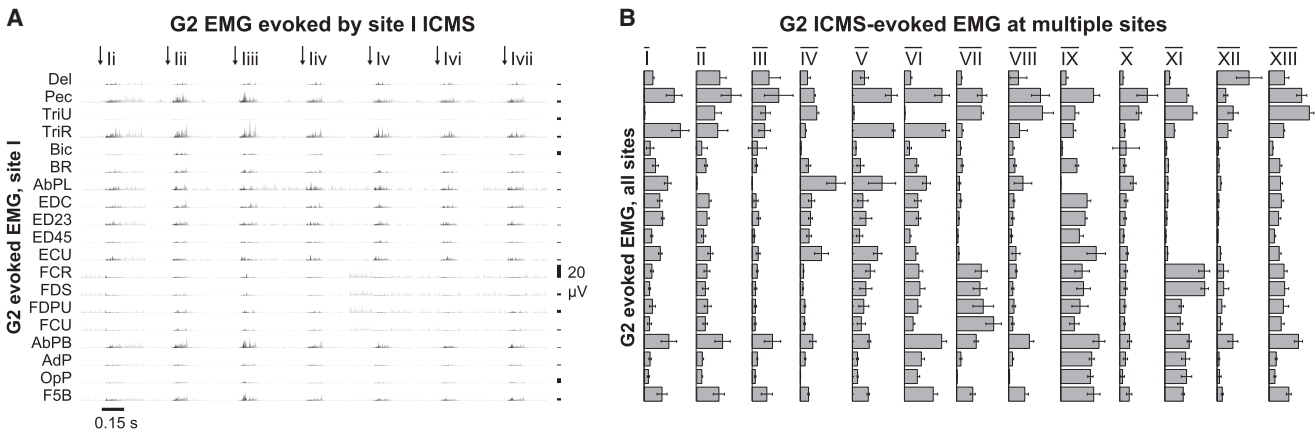 A
G2 EMG evoked by site I ICMS
Ii Iii Iiii Iiv Iv Ivi Ivii
G2 evoked EMG, site I
Del
Pec
TriU
TriR
Bic
BR
AbPL
EDC
ED23
ED45
ECU
FCR
FDS
FDPU
FCU
AbPB
AdP
OpP
F5B
20
µV
0.15 s
B
G2 ICMS-evoked EMG at multiple sites
I II III IV V VI VII VIII IX X XI XII XIII
G2 evoked EMG, all sites